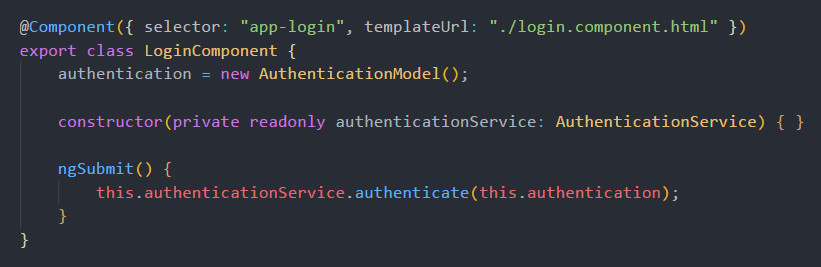 @Component({ selector: "app-login", templateUrl: "./login.component.html" })
export class LoginComponent {
    authentication = new AuthenticationModel();

    constructor(private readonly authenticationService: AuthenticationService) { }

    ngSubmit() {
        this.authenticationService.authenticate(this.authentication);
    }
}